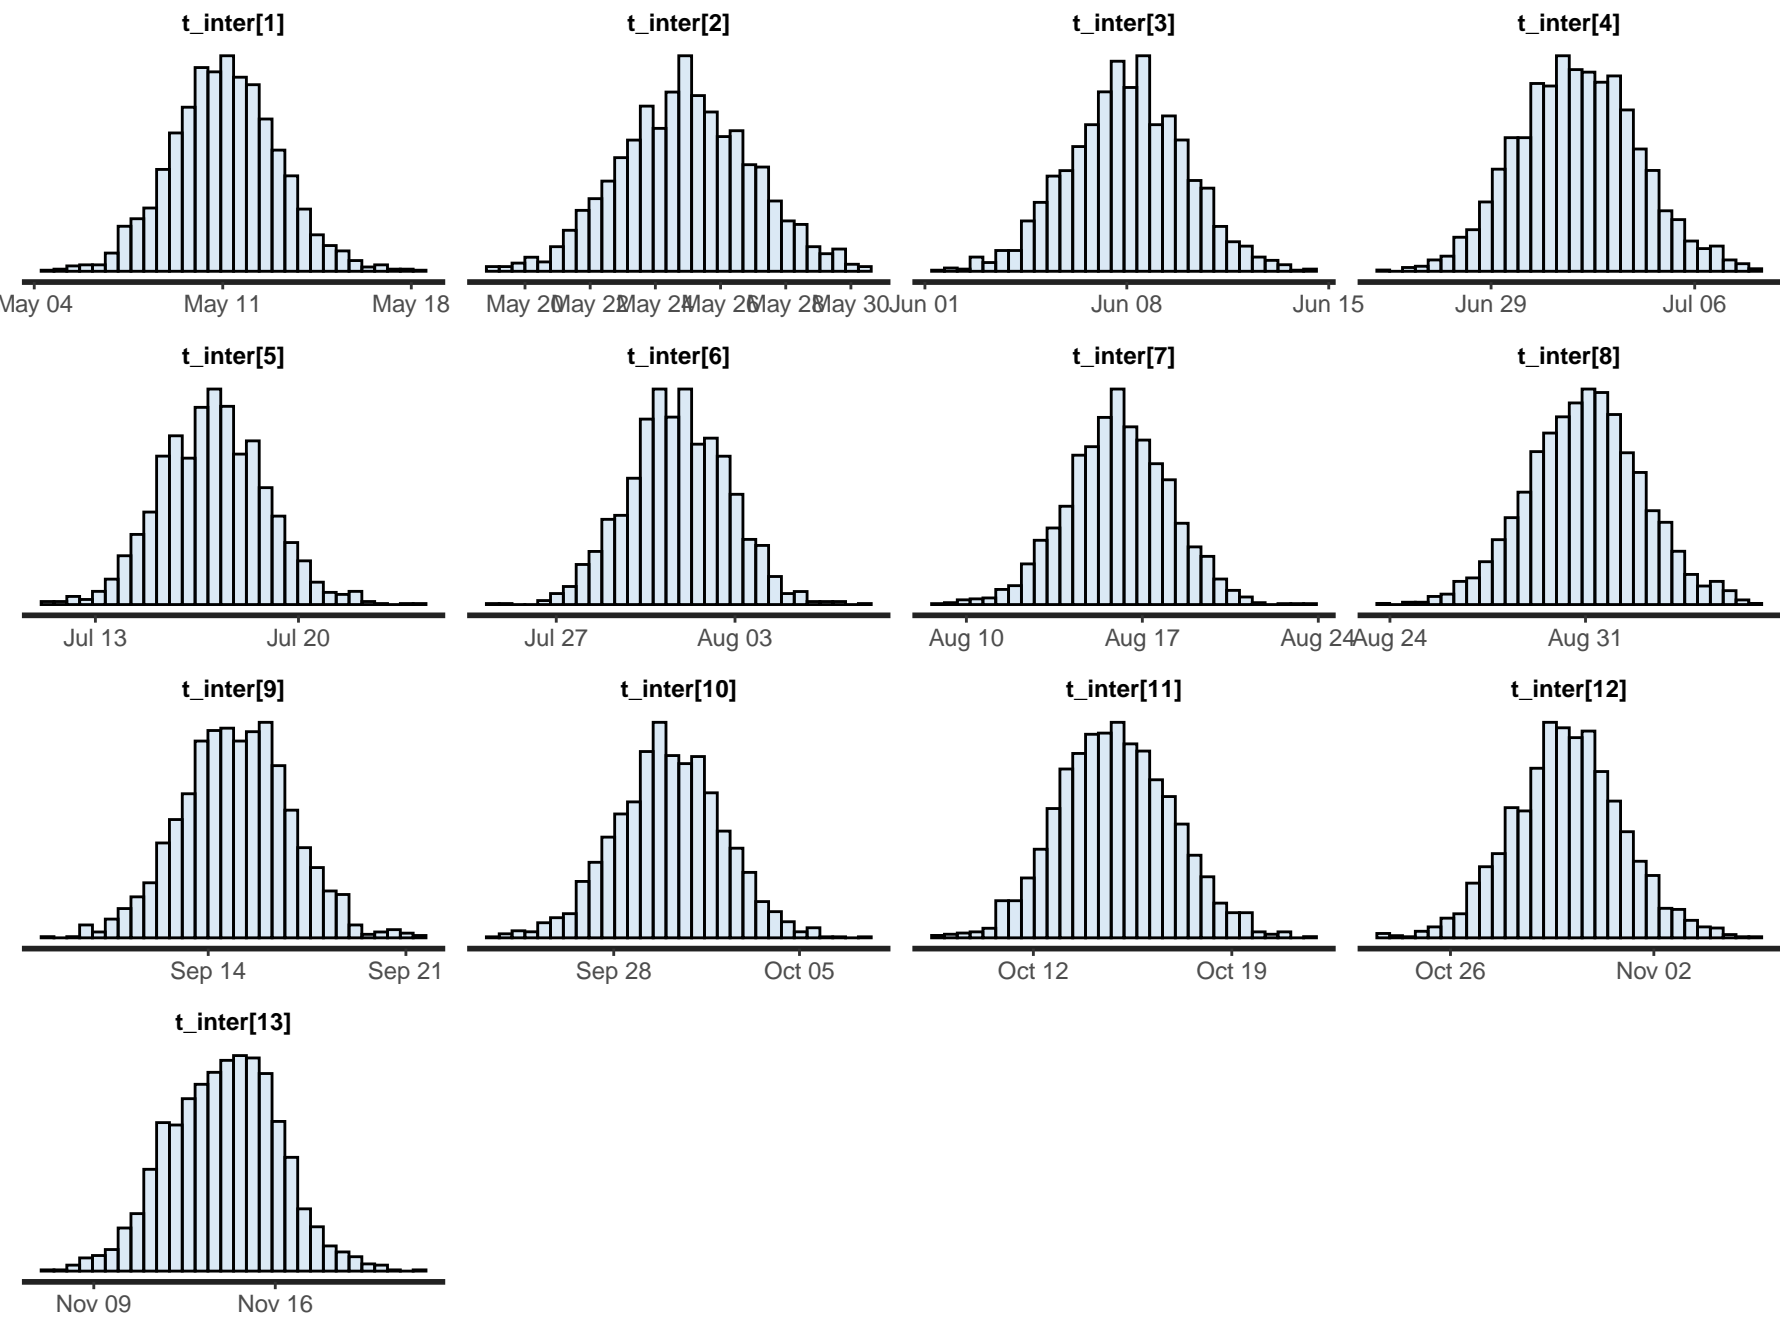 t_inter[1] t_inter[2] t_inter[3] t_inter[4]
May 04 May 11 May 18 May 20 May 22 May 24 May 26 May 28 May 30 Jun 01 Jun 08 Jun 15 Jun 29 Jul 06
t_inter[5] t_inter[6] t_inter[7] t_inter[8]
Jul 13 Jul 20 Jul 27 Aug 03 Aug 10 Aug 17 Aug 24 Aug 24 Aug 31
t_inter[9] t_inter[10] t_inter[11] t_inter[12]
Sep 14 Sep 21 Sep 28 Oct 05 Oct 12 Oct 19 Oct 26 Nov 02
t_inter[13]
Nov 09 Nov 16